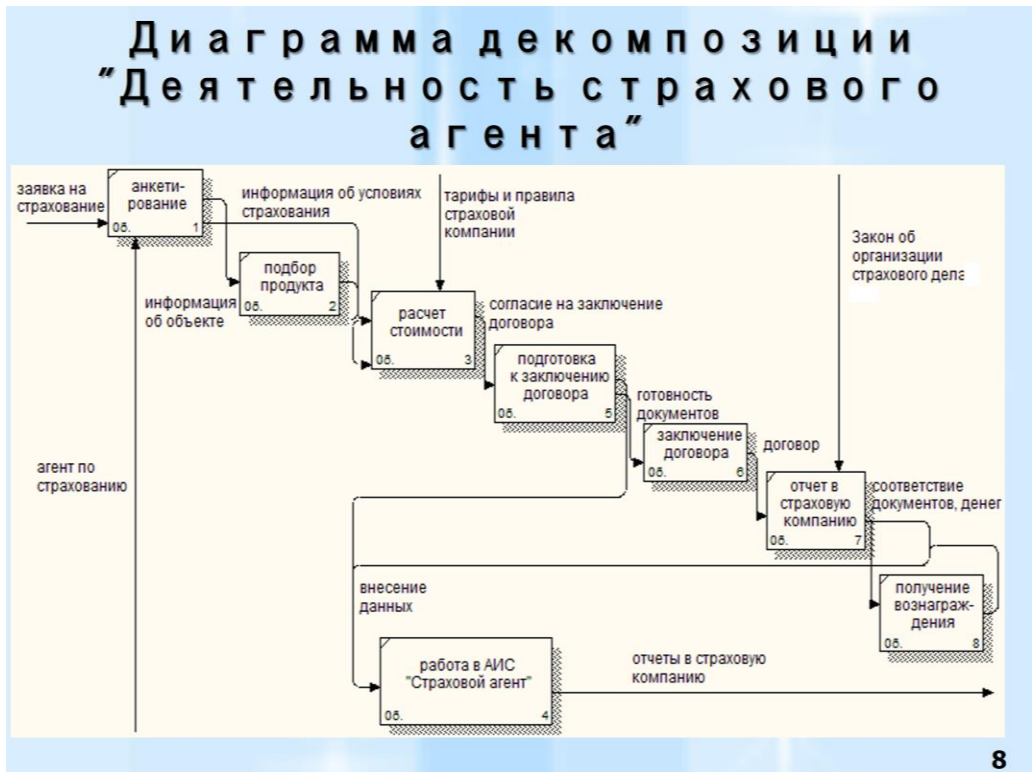 Диаграмма декомпозиции
"Деятельность страхового
агента"
заявка на
страхование
анкети-
рование
0б. 1
информация об условиях
страхования
тарифы и правила
страховой
компании
Закон об
организации
страхового дела
подбор
продукта
0б. 2
информация
об объекте
расчет
стоимости
0б. 3
согласие на заключение
договора
подготовка
к заключению
договора
0б. 5
готовность
документов
заключение
договора
0б. 6
договор
агент по
страхованию
отчет в
страховую
компанию
0б. 7
соответствие
документов, денег
внесение
данных
получение
вознаграж-
дения
0б. 8
работа в АИС
"Страховой агент"
0б. 4
отчеты в страховую
компанию
8